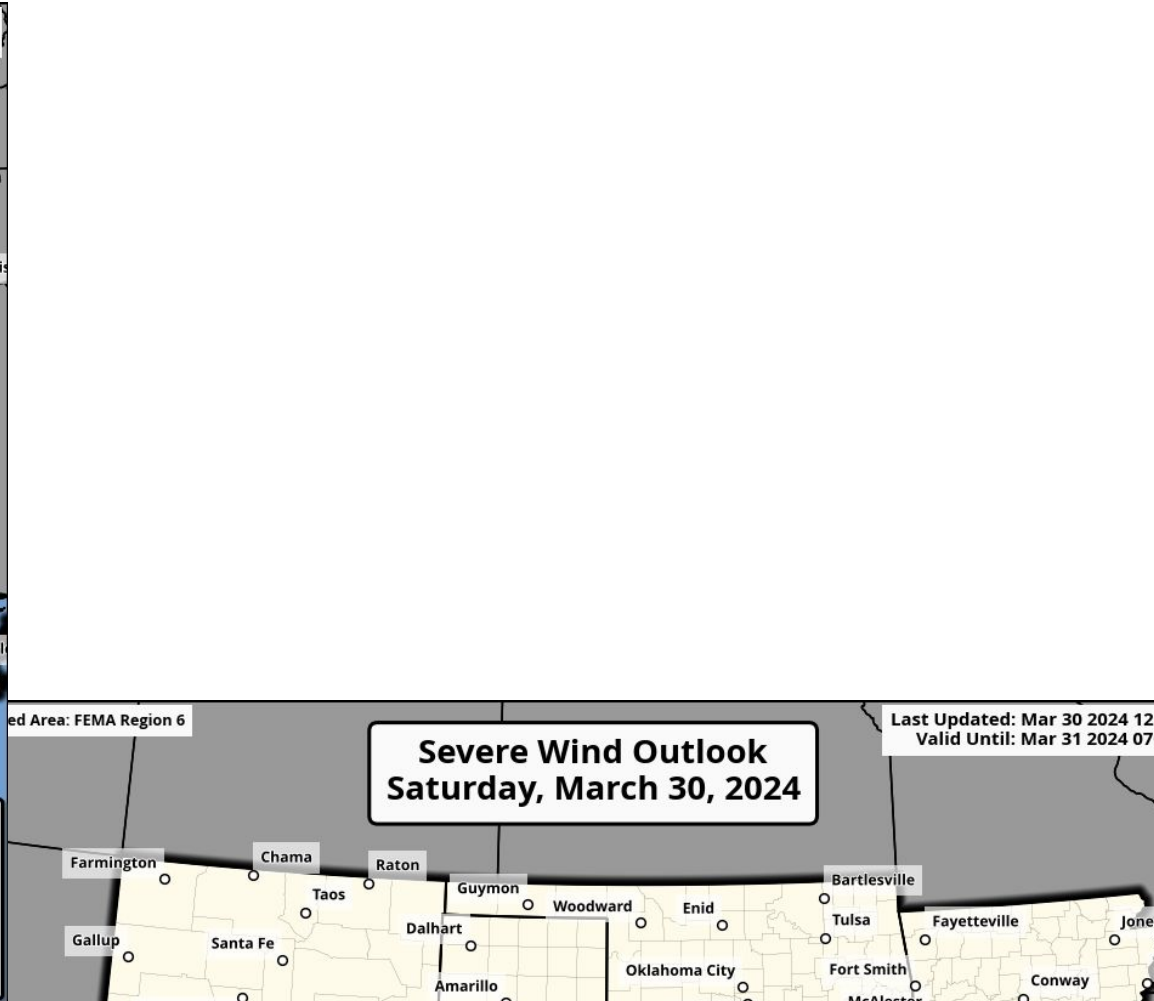 ed Area: FEMA Region 6
Severe Wind Outlook
Saturday, March 30, 2024
Last Updated: Mar 30 2024 12
Valid Until: Mar 31 2024 07
Farmington
Chama
Raton
Taos
Guymon
Woodward
Enid
Bartlesville
Tulsa
Fayetteville
Jone
Gallup
Santa Fe
Dalhart
Oklahoma City
Fort Smith
Amarillo
Conway
McAlester